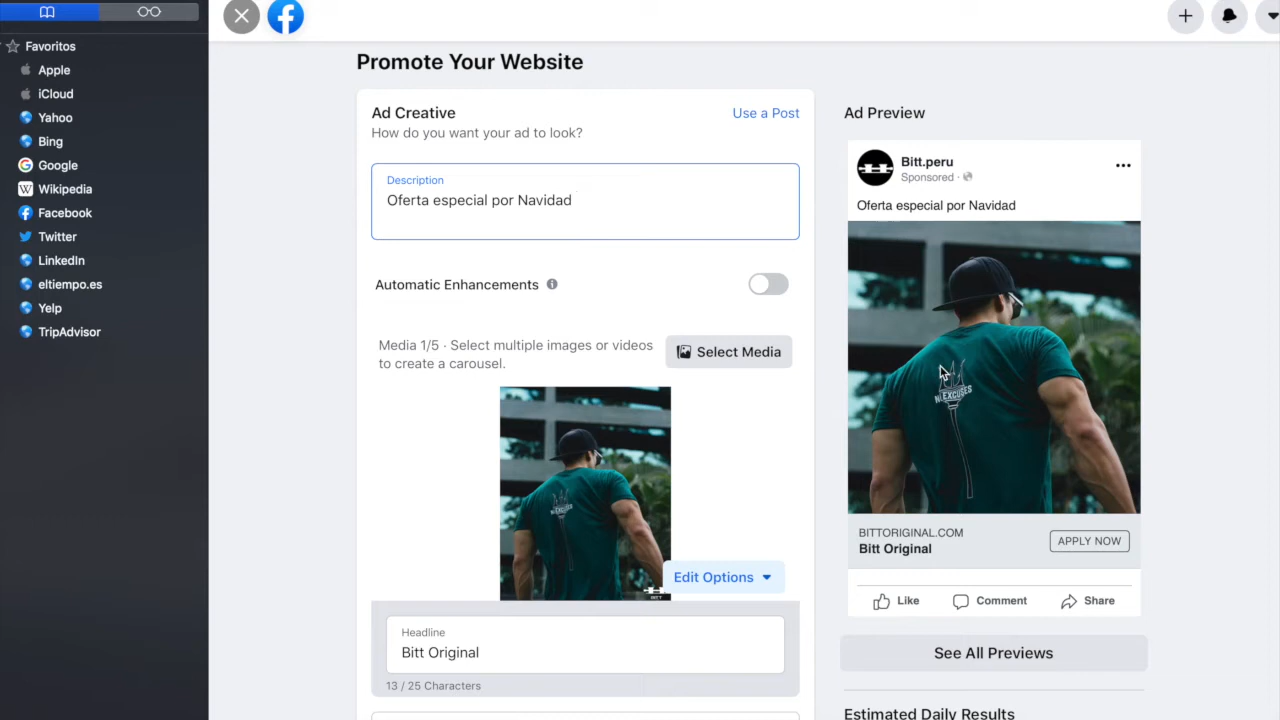 Favoritos
Apple
iCloud
Yahoo
Bing
Google
Wikipedia
Facebook
Twitter
LinkedIn
eltiempo.es
Yelp
TripAdvisor
Promote Your Website
Ad Creative
Use a Post
How do you want your ad to look?
Description
Oferta especial por Navidad
Automatic Enhancements
Media 1/5 · Select multiple images or videos
to create a carousel.
Select Media
Edit Options
BITT
Headline
Bitt Original
13 / 25 Characters
Ad Preview
Bitt.peru
Sponsored ·
Oferta especial por Navidad
NO EXCUSES
BITTORIGINAL.COM
Bitt Original
APPLY NOW
Like
Comment
Share
See All Previews
Estimated Daily Results